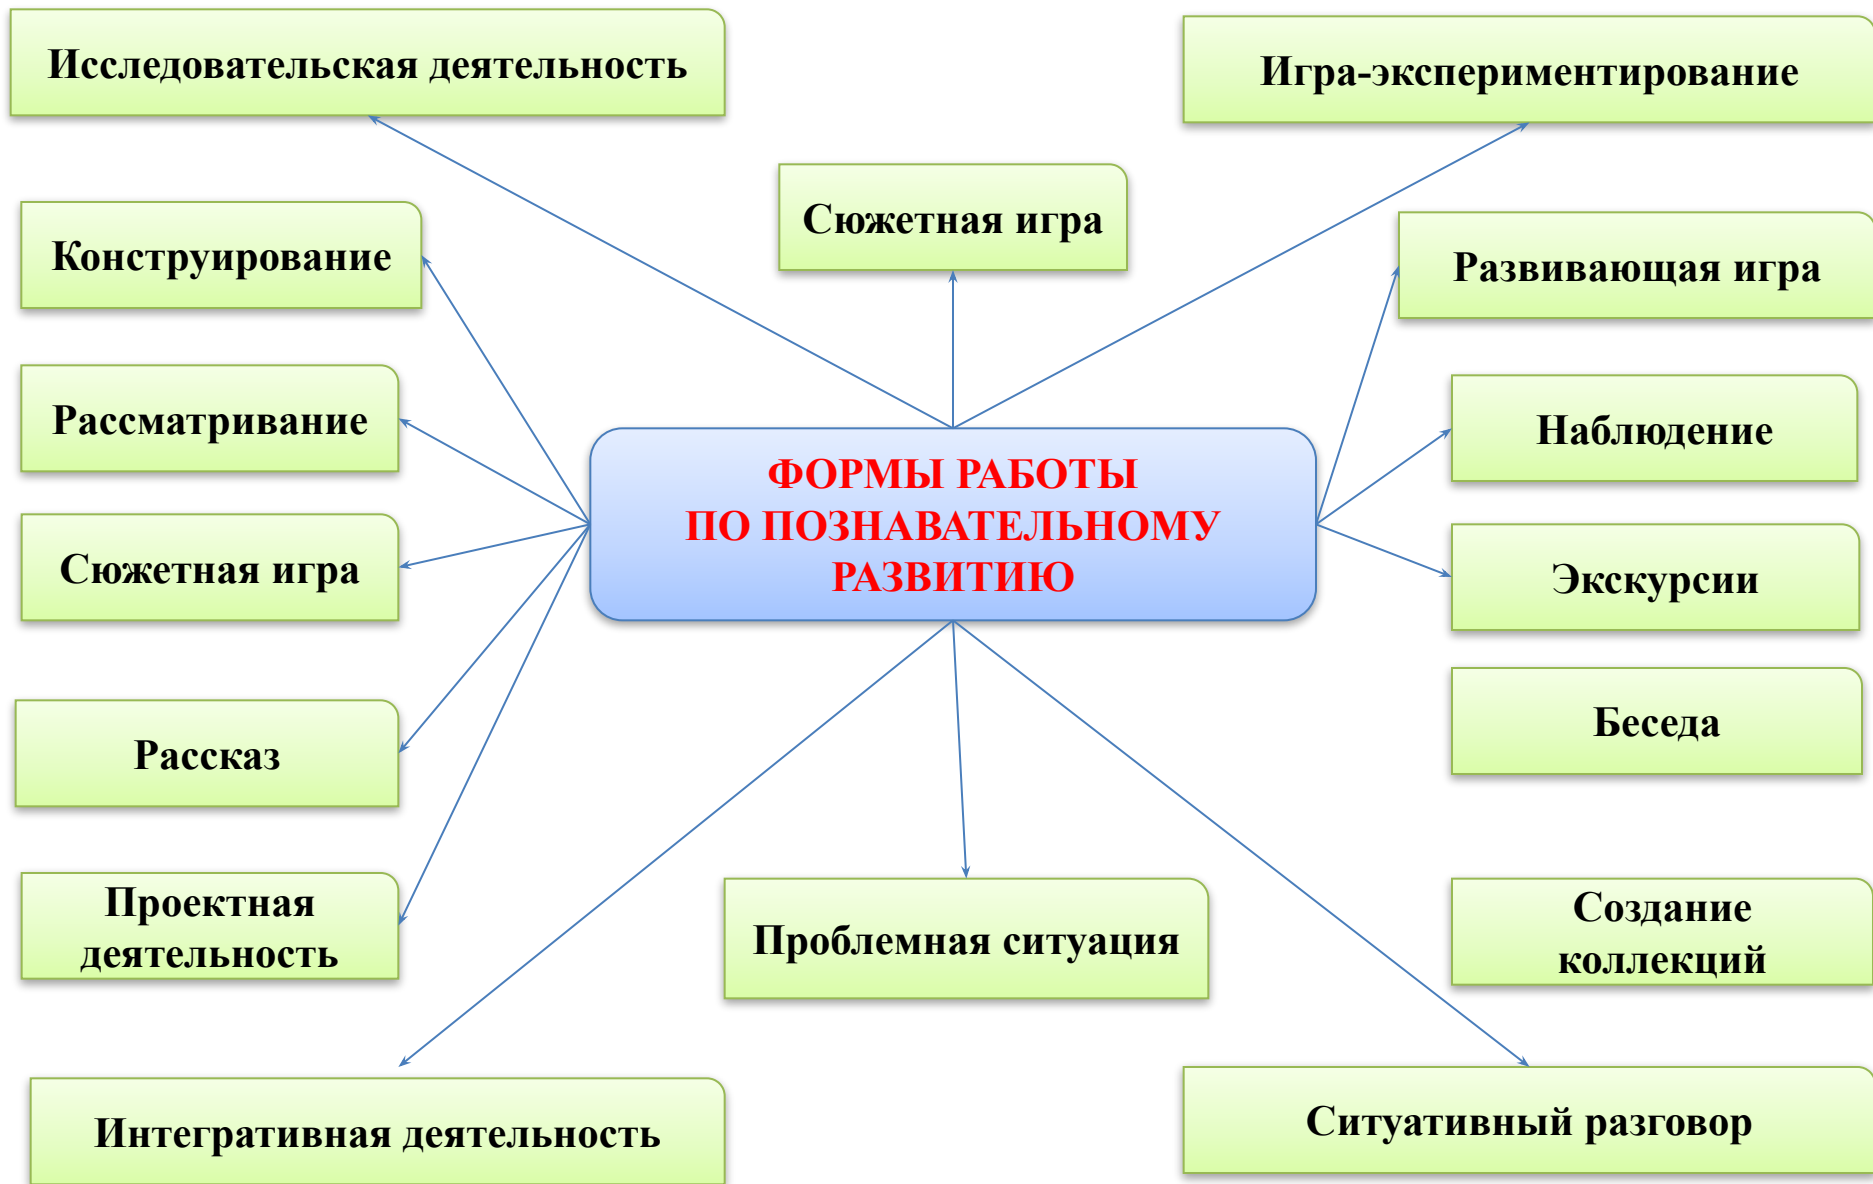 Исследовательская деятельность
Игра-экспериментирование
Сюжетная игра
Конструирование
Развивающая игра
Рассматривание
Наблюдение
ФОРМЫ РАБОТЫ
ПО ПОЗНАВАТЕЛЬНОМУ
РАЗВИТИЮ
Сюжетная игра
Экскурсии
Рассказ
Беседа
Проектная
деятельность
Проблемная ситуация
Создание
коллекций
Интегративная деятельность
Ситуативный разговор